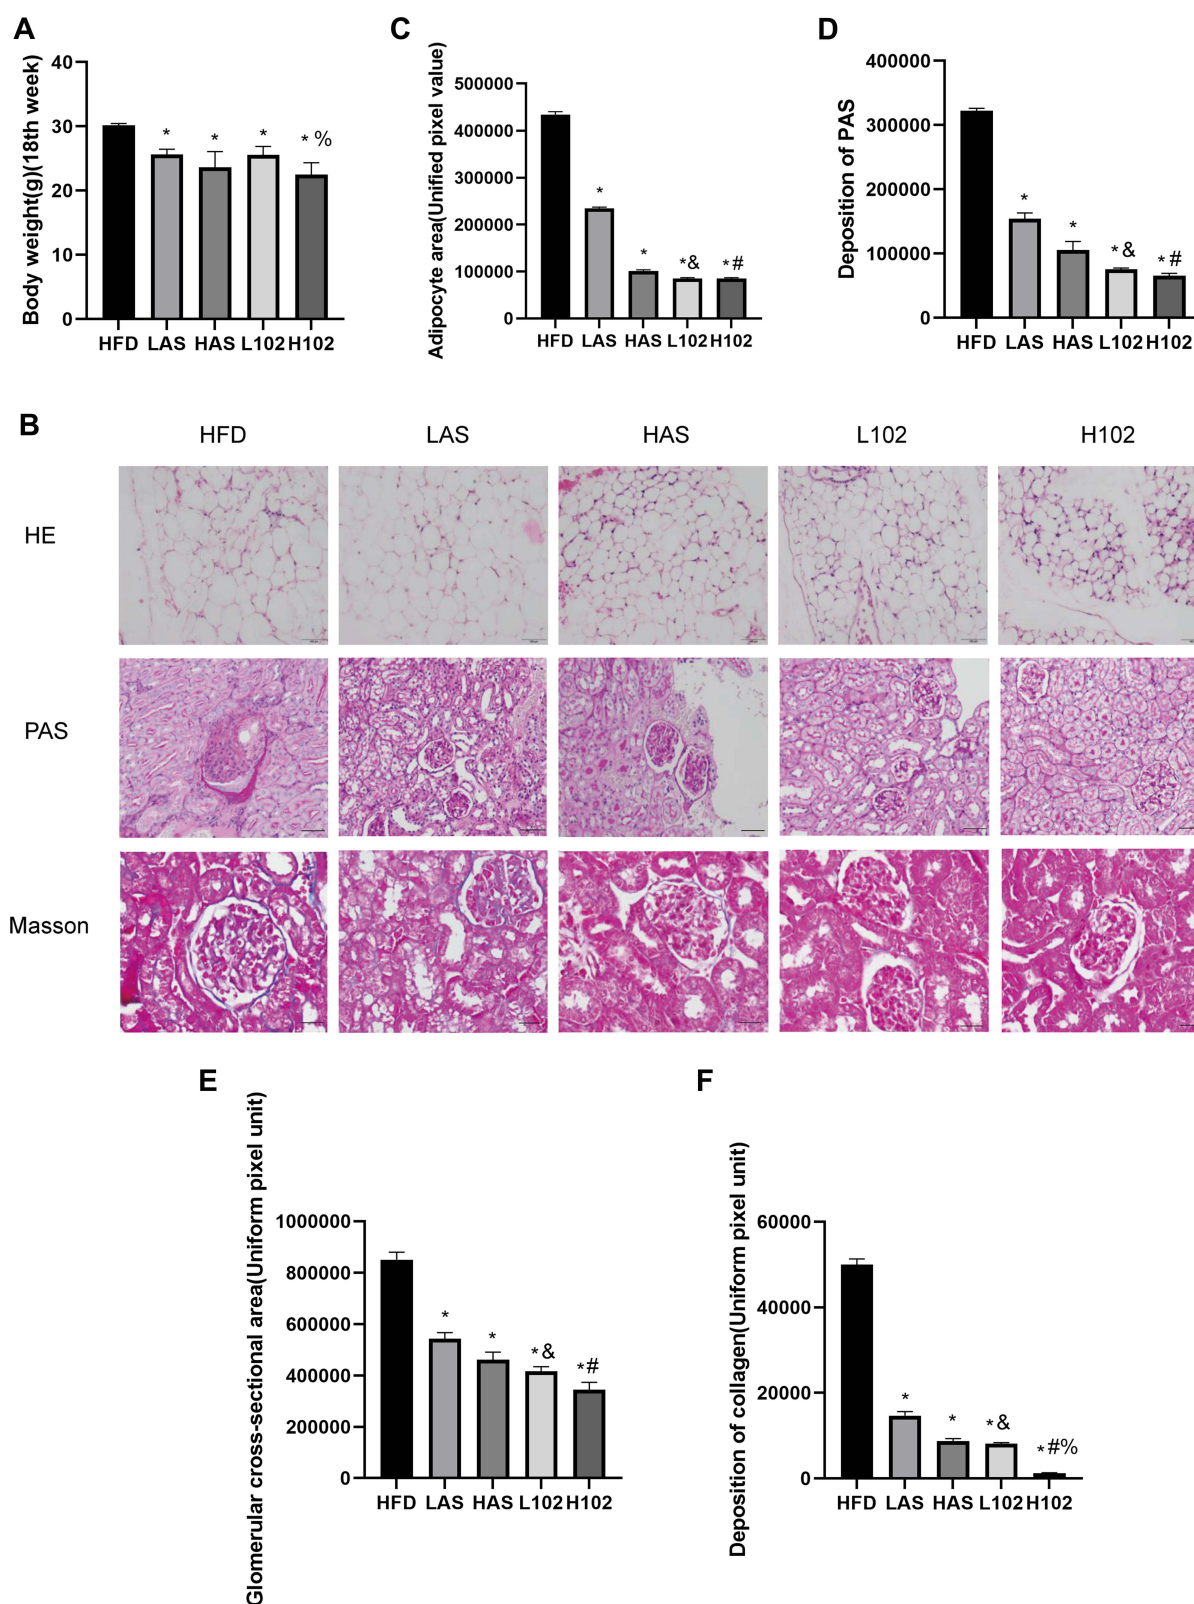 A
Body weight(g)(18th week)
40
30
20
10
0
*
*
*
* %
HFD LAS HAS L102 H102
C
Adipocyte area(Unified pixel value)
500000
400000
300000
200000
100000
0
*
*
*&
*#
HFD LAS HAS L102 H102
D
Deposition of PAS
400000
300000
200000
100000
0
*
*
*&
*#
HFD LAS HAS L102 H102
B
HFD LAS HAS L102 H102
HE
PAS
Masson
E
Glomerular cross-sectional area(Uniform pixel unit)
1000000
800000
600000
400000
200000
0
*
*
*&
*#
HFD LAS HAS L102 H102
F
Deposition of collagen(Uniform pixel unit)
60000
40000
20000
0
*
*
*&
*#%
HFD LAS HAS L102 H102